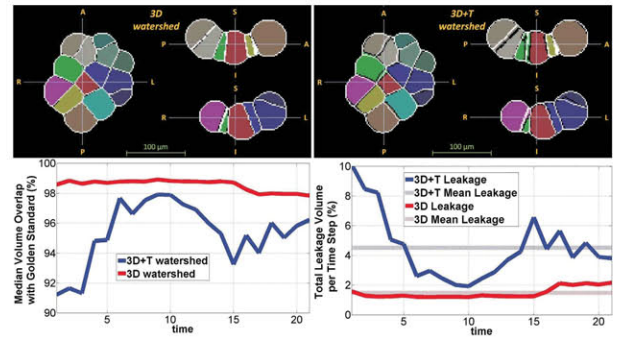 A
3D
watershed
S
P
A
R
L
S
R
L
I
P
100 µm
A
3D+T
watershed
S
P
A
R
L
S
R
L
I
P
100 µm
Median Volume Overlap
with Golden Standard (%)
100
98
96
94
92
90
3D+T watershed
3D watershed
5
10
15
20
time
Total Leakage Volume
per Time Step (%)
10
8
6
4
2
0
3D+T Leakage
3D+T Mean Leakage
3D Leakage
3D Mean Leakage
5
10
15
20
time